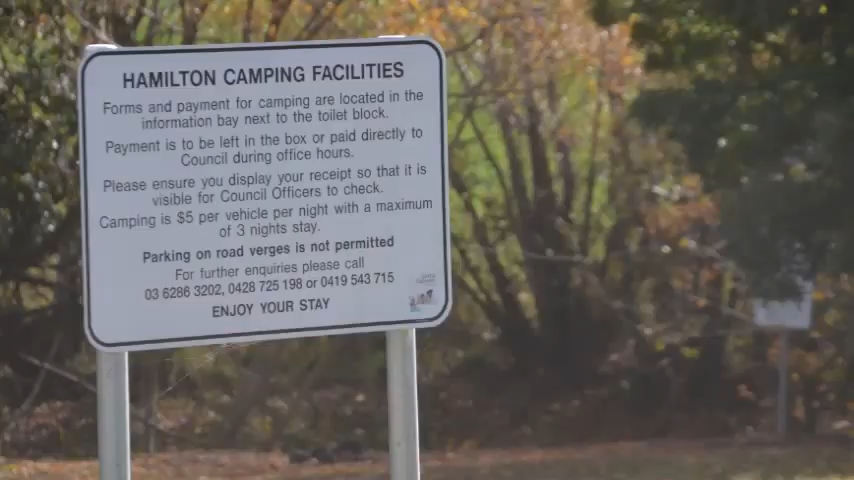 HAMILTON CAMPING FACILITIES
Forms and payment for camping are located in the
information bay next to the toilet block.
Payment is to be left in the box or paid directly to
Council during office hours.
Please ensure you display your receipt so that it is
visible for Council Officers to check.
Camping is $5 per vehicle per night with a maximum
of 3 nights stay.
Parking on road verges is not permitted
For further enquiries please call
03 6286 3202, 0428 725 198 or 0419 543 715
ENJOY YOUR STAY